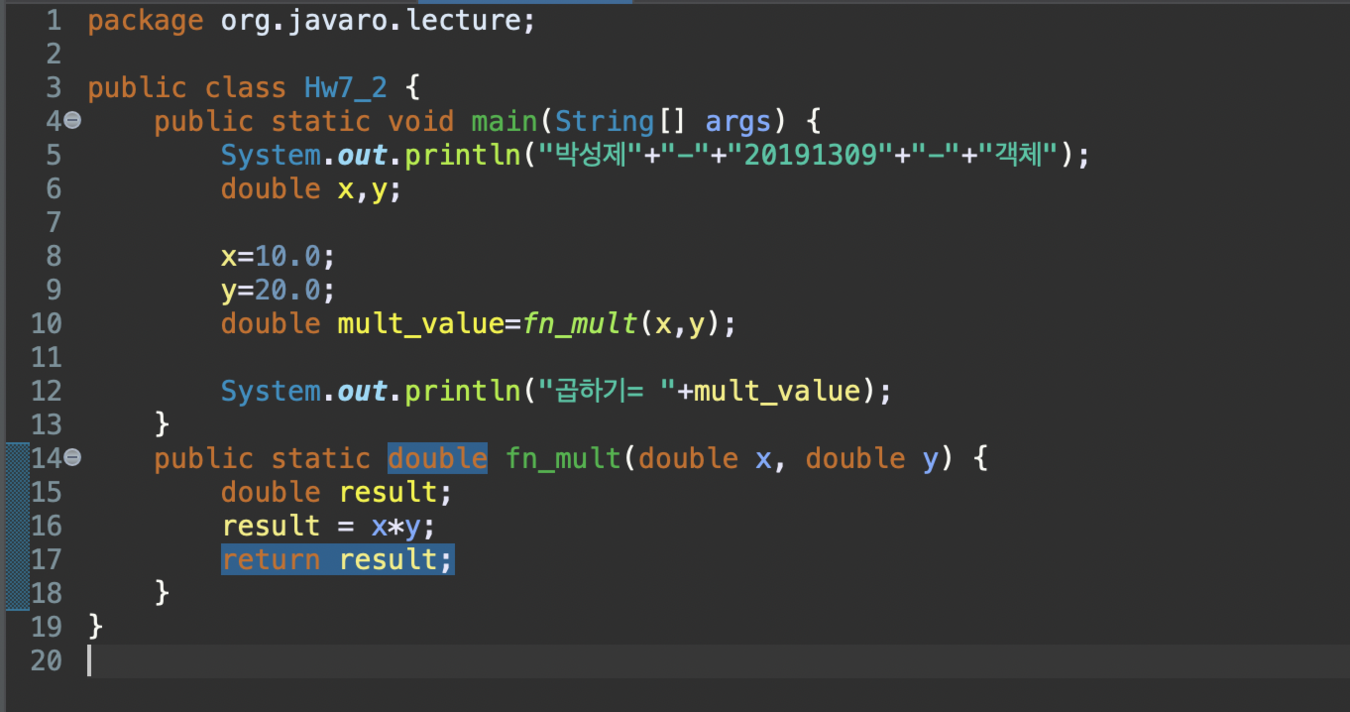 1 package org.javaro.lecture;
2
3 public class Hw7_2 {
4 public static void main(String[] args) {
5 System.out.println("박성제"+"-"+"20191309"+"-"+"객체");
6 double x,y;
7
8 x=10.0;
9 y=20.0;
10 double mult_value=fn_mult(x,y);
11
12 System.out.println("곱하기= "+mult_value);
13 }
14 public static double fn_mult(double x, double y) {
15 double result;
16 result = x*y;
17 return result;
18 }
19 }
20